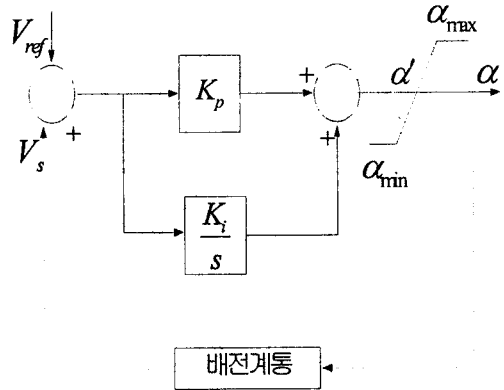 V_ref
α_max
+
K_p
+
α'
α
V_s
+
+
α_min
K_i
s
배전계통